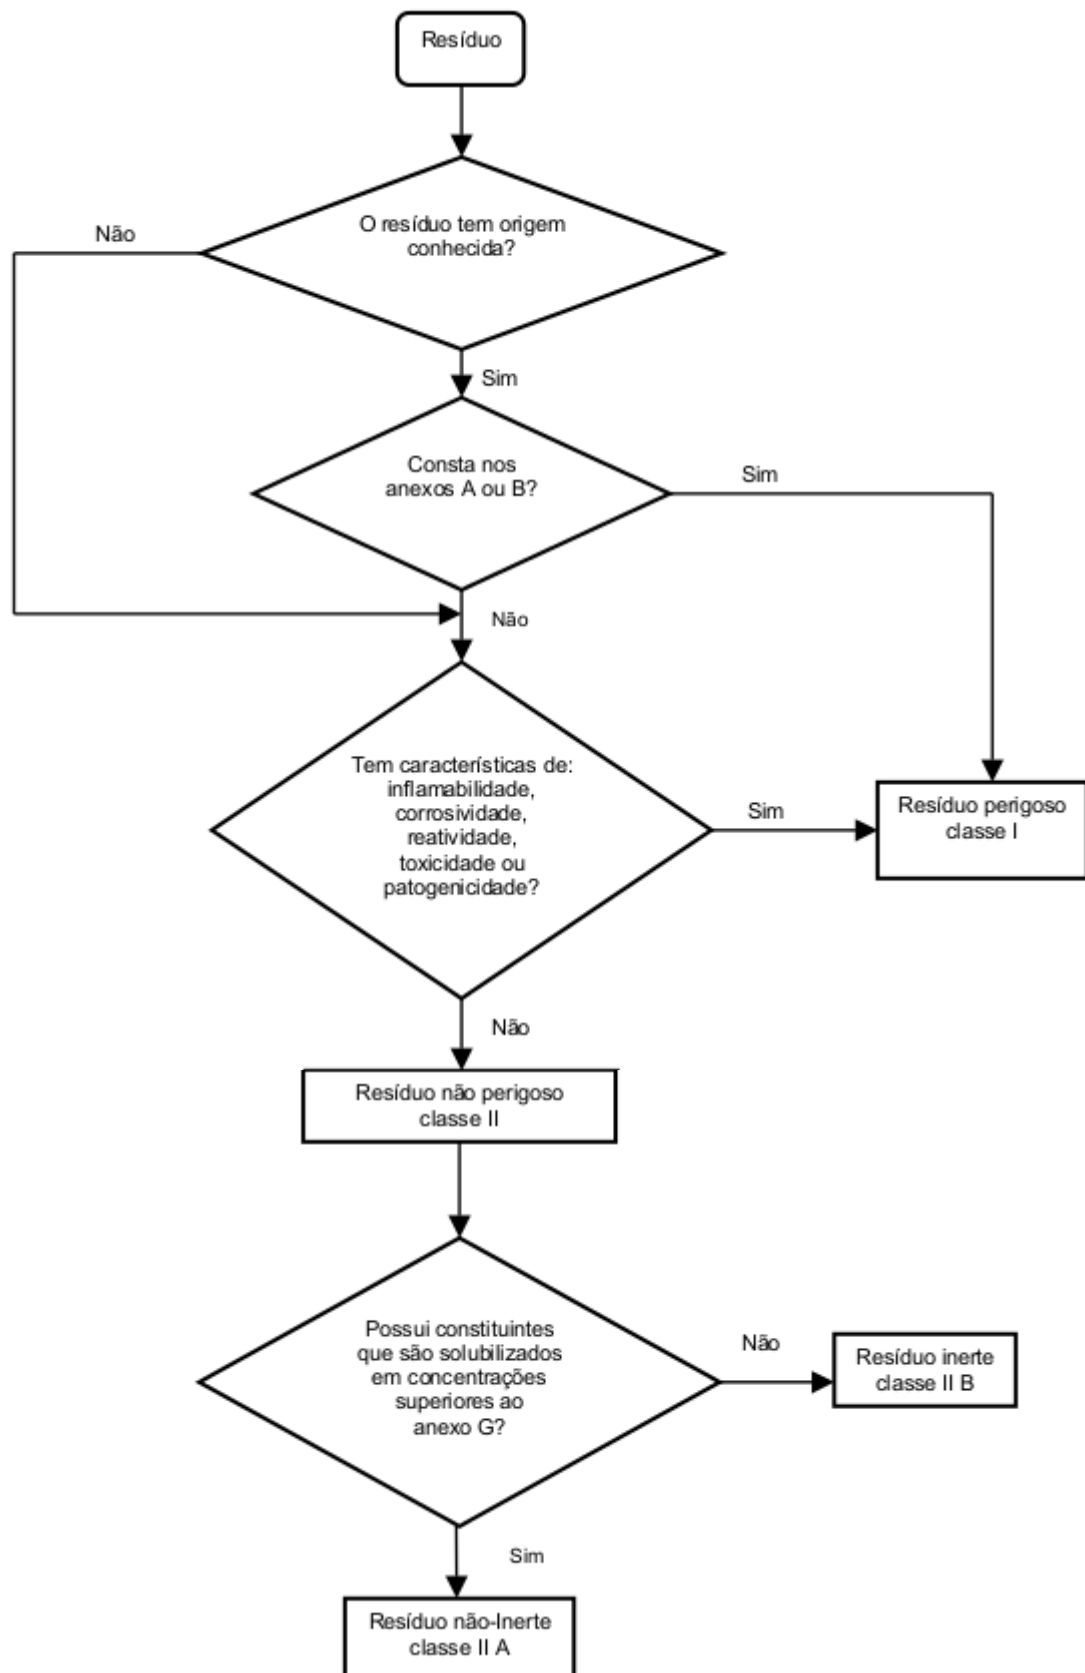 Resíduo
O resíduo tem origem
conhecida?
Não
Sim
Consta nos
anexos A ou B?
Sim
Não
Tem características de:
inflamabilidade,
corrosividade,
reatividade,
toxicidade ou
patogenicidade?
Sim
Resíduo perigoso
classe I
Não
Resíduo não perigoso
classe II
Possui constituintes
que são solubilizados
em concentrações
superiores ao
anexo G?
Não
Resíduo inerte
classe II B
Sim
Resíduo não-Inerte
classe II A